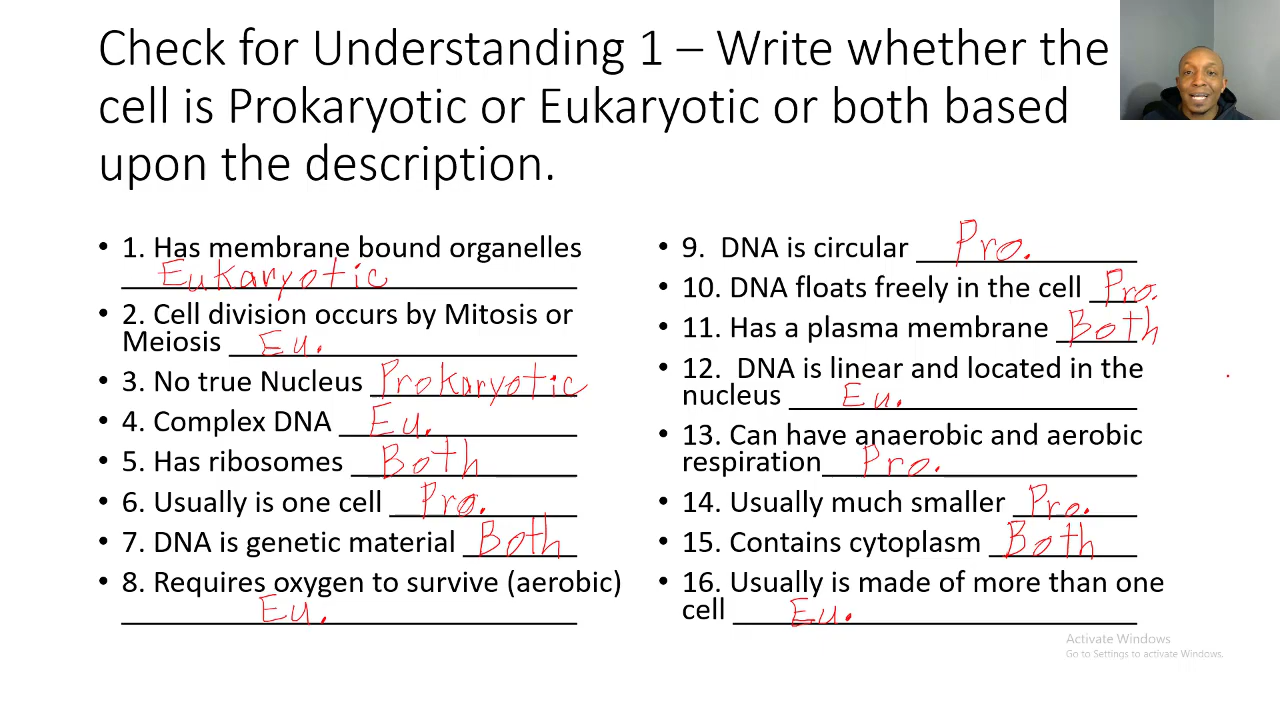 Check for Understanding 1 – Write whether the
cell is Prokaryotic or Eukaryotic or both based
upon the description.
• 1. Has membrane bound organelles
Eukaryotic
• 2. Cell division occurs by Mitosis or
Meiosis Eu.
• 3. No true Nucleus Prokaryotic
• 4. Complex DNA Eu.
• 5. Has ribosomes Both
• 6. Usually is one cell Pro.
• 7. DNA is genetic material Both
• 8. Requires oxygen to survive (aerobic)
Eu.
• 9. DNA is circular Pro.
• 10. DNA floats freely in the cell Pro.
• 11. Has a plasma membrane Both
• 12. DNA is linear and located in the
nucleus Eu.
• 13. Can have anaerobic and aerobic
respiration Pro.
• 14. Usually much smaller Pro.
• 15. Contains cytoplasm Both
• 16. Usually is made of more than one
cell Eu.
Activate Windows
Go to Settings to activate Windows.